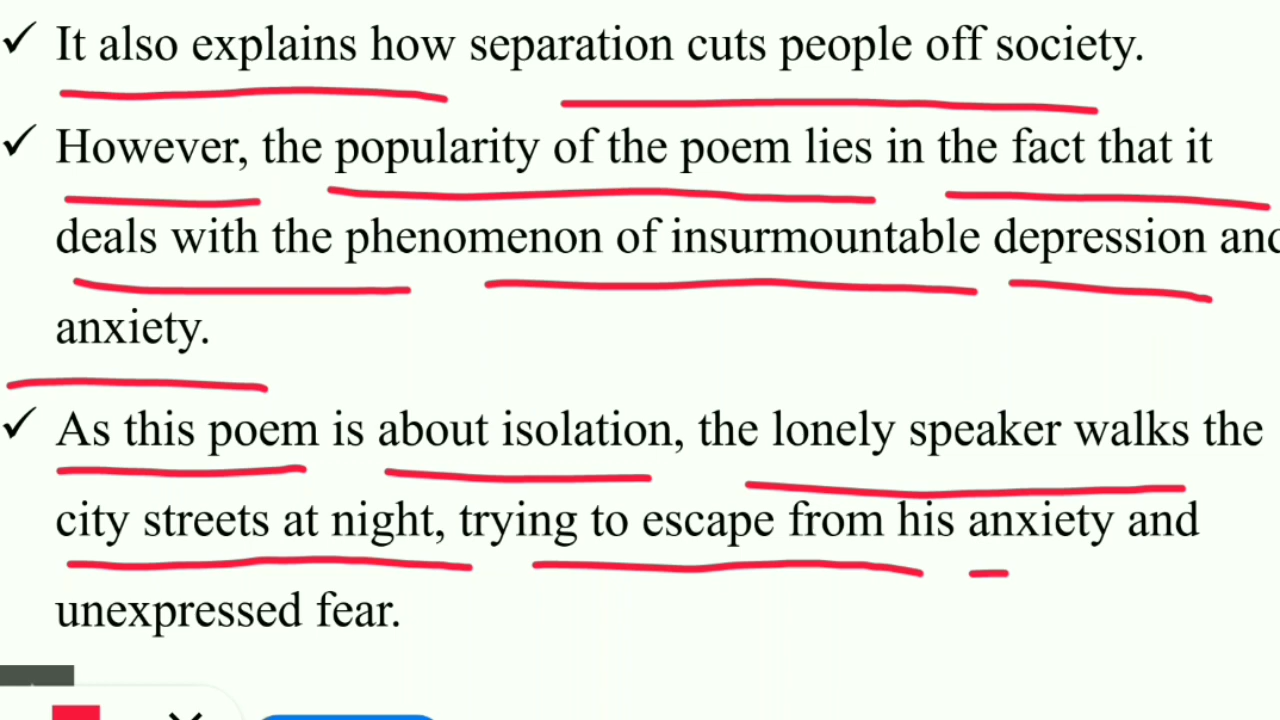 ✓ It also explains how separation cuts people off society.
✓ However, the popularity of the poem lies in the fact that it
deals with the phenomenon of insurmountable depression and
anxiety.
✓ As this poem is about isolation, the lonely speaker walks the
city streets at night, trying to escape from his anxiety and
unexpressed fear.